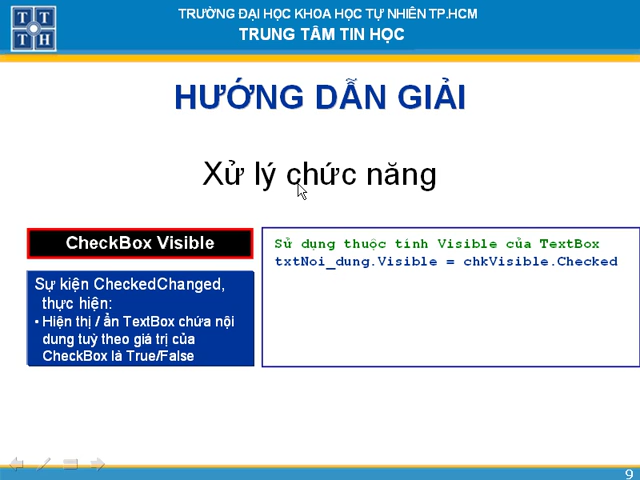 TRƯỜNG ĐẠI HỌC KHOA HỌC TỰ NHIÊN TP.HCM
TRUNG TÂM TIN HỌC
T T
T H
HƯỚNG DẪN GIẢI
Xử lý chức năng
CheckBox Visible
Sự kiện CheckedChanged,
thực hiện:
• Hiện thị / ẩn TextBox chứa nội
dung tuỳ theo giá trị của
CheckBox là True/False
Sử dụng thuộc tính Visible của TextBox
txtNoi_dung.Visible = chkVisible.Checked
9